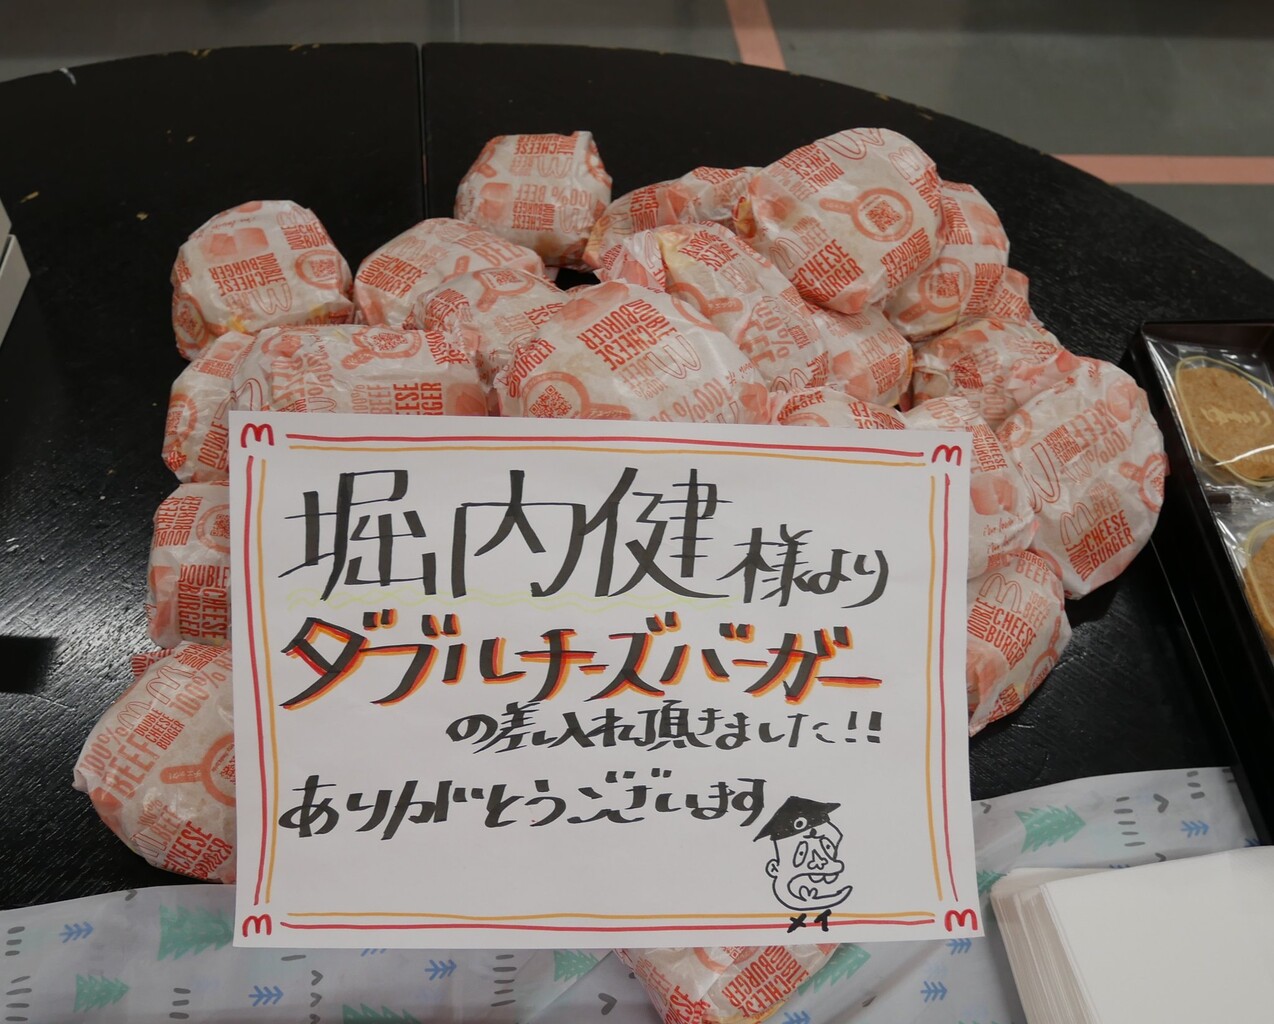 堀内健様より
ダブルチーズバーガー
の差し入れ頂きました!!
ありがとうございます
メイ
DOUBLE
CHEESE
BURGER
100% BEEF